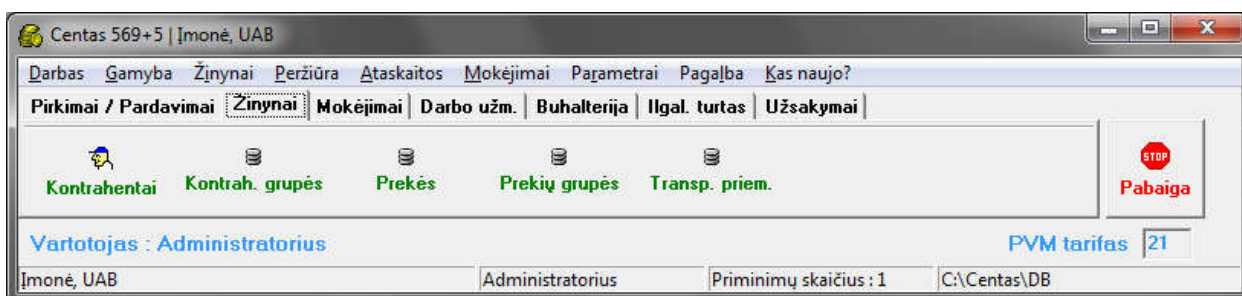 Centas 569+5 | Įmonė, UAB
Darbas Gamyba Žinynai Peržiūra Ataskaitos Mokėjimai Parametrai Pagalba Kas naujo?
Pirkimai / Pardavimai Žinynai Mokėjimai Darbo užm. Buhalterija Ilgal. turtas Užsakymai
STOP
Kontrahentai Kontrah. grupės Prekės Prekių grupės Transp. priem. Pabaiga
Vartotojas : Administratorius PVM tarifas 21
Įmonė, UAB Administratorius Priminimų skaičius : 1 C:\Centas\DB